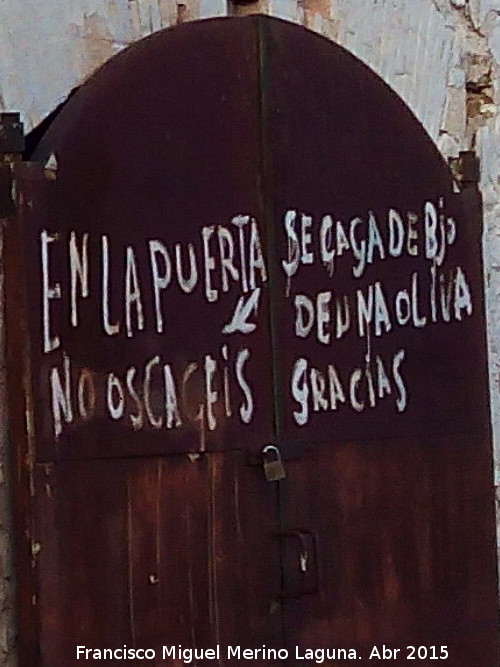 EN LA PUERTA
NO OS CAGEIS
SE CAGA DE BJO
DE UNA OLIVA
GRACIAS
Francisco Miguel Merino Laguna. Abr 2015